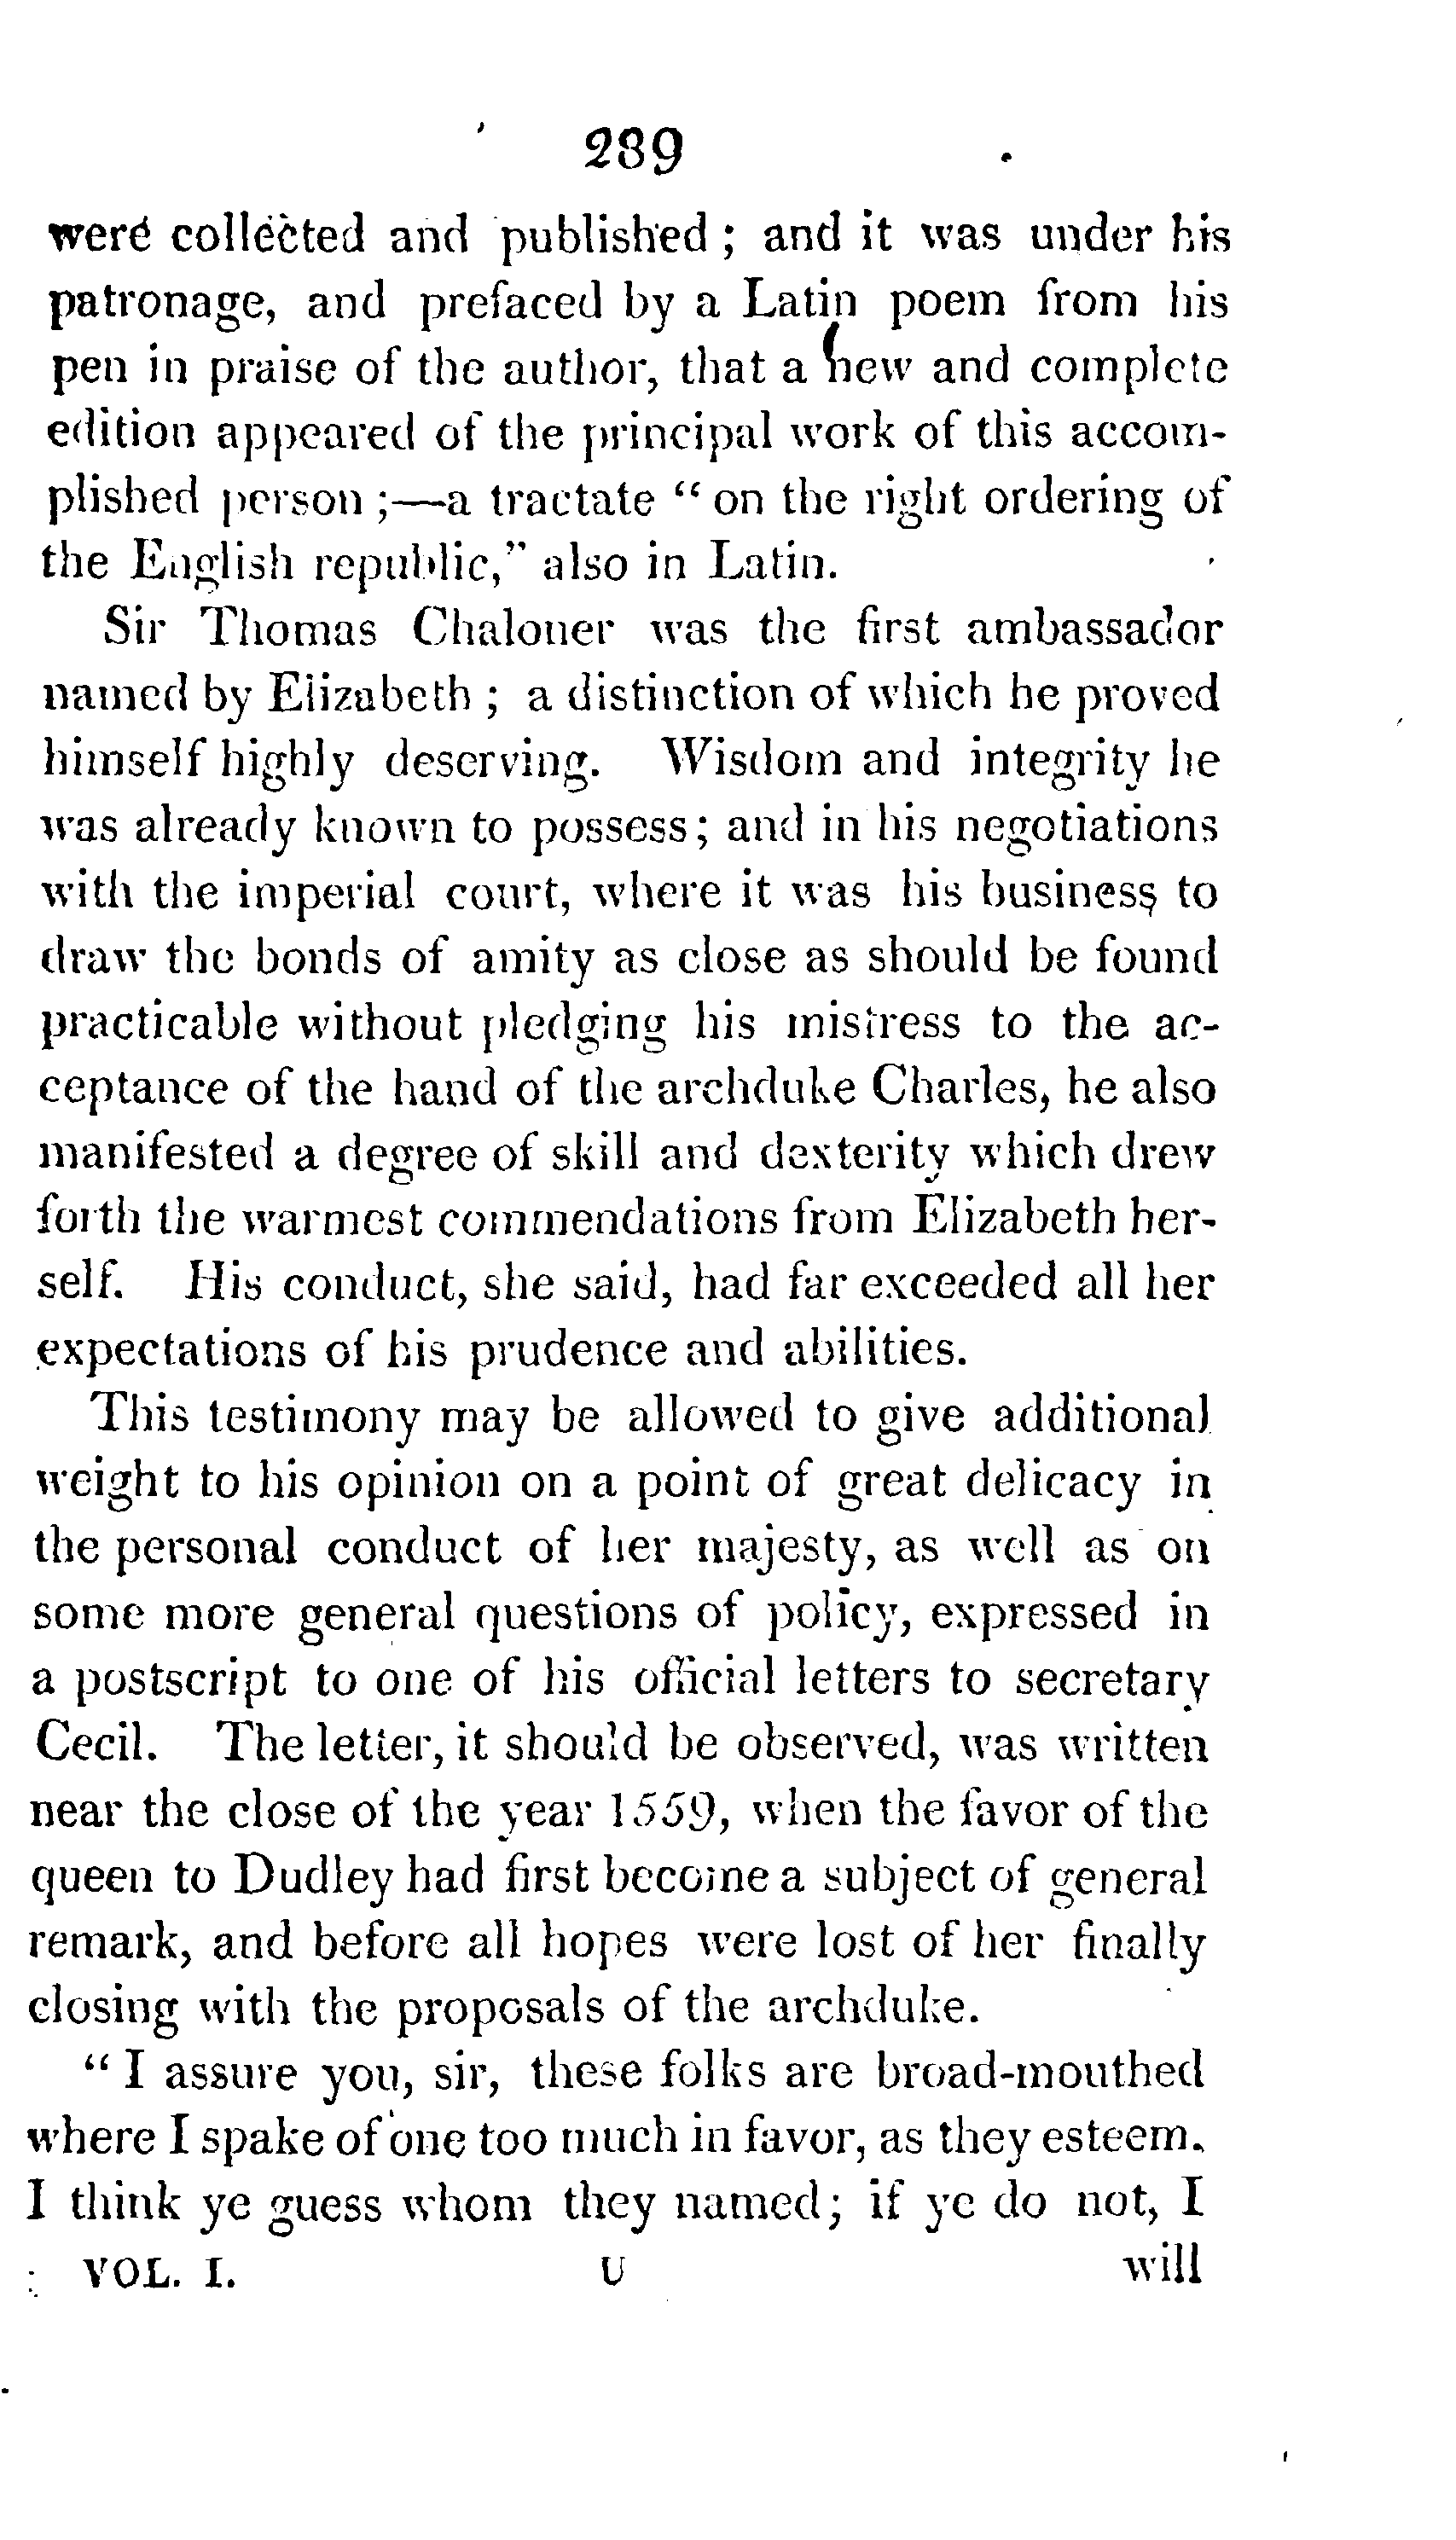 289
were collected and published; and it was under his
patronage, and prefaced by a Latin poem from his
pen in praise of the author, that a new and complete
edition appeared of the principal work of this accom-
plished person;—a tractate “on the right ordering of
the English republic,” also in Latin.
Sir Thomas Chaloner was the first ambassador
named by Elizabeth; a distinction of which he proved
himself highly deserving. Wisdom and integrity he
was already known to possess; and in his negotiations
with the imperial court, where it was his business to
draw the bonds of amity as close as should be found
practicable without pledging his mistress to the ac-
ceptance of the hand of the archduke Charles, he also
manifested a degree of skill and dexterity which drew
forth the warmest commendations from Elizabeth her-
self. His conduct, she said, had far exceeded all her
expectations of his prudence and abilities.
This testimony may be allowed to give additional
weight to his opinion on a point of great delicacy in
the personal conduct of her majesty, as well as on
some more general questions of policy, expressed in
a postscript to one of his official letters to secretary
Cecil. The letter, it should be observed, was written
near the close of the year 1559, when the favor of the
queen to Dudley had first become a subject of general
remark, and before all hopes were lost of her finally
closing with the proposals of the archduke.
“I assure you, sir, these folks are broad-mouthed
where I spake of one too much in favor, as they esteem.
I think ye guess whom they named; if ye do not, I
VOL. I. U will